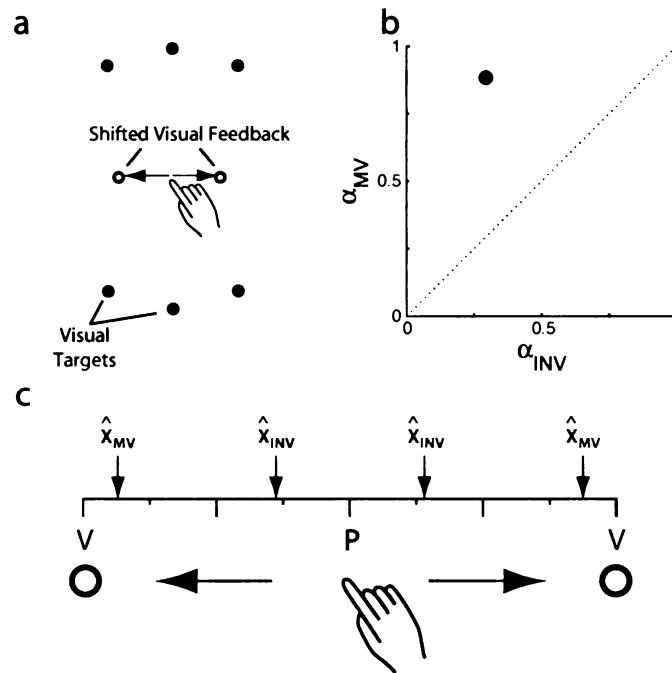 a
Shifted Visual Feedback
Visual
Targets
b
1
0.5
0
α_MV
0
0.5
α_INV
c
x̂_MV
x̂_INV
x̂_INV
x̂_MV
V
P
V